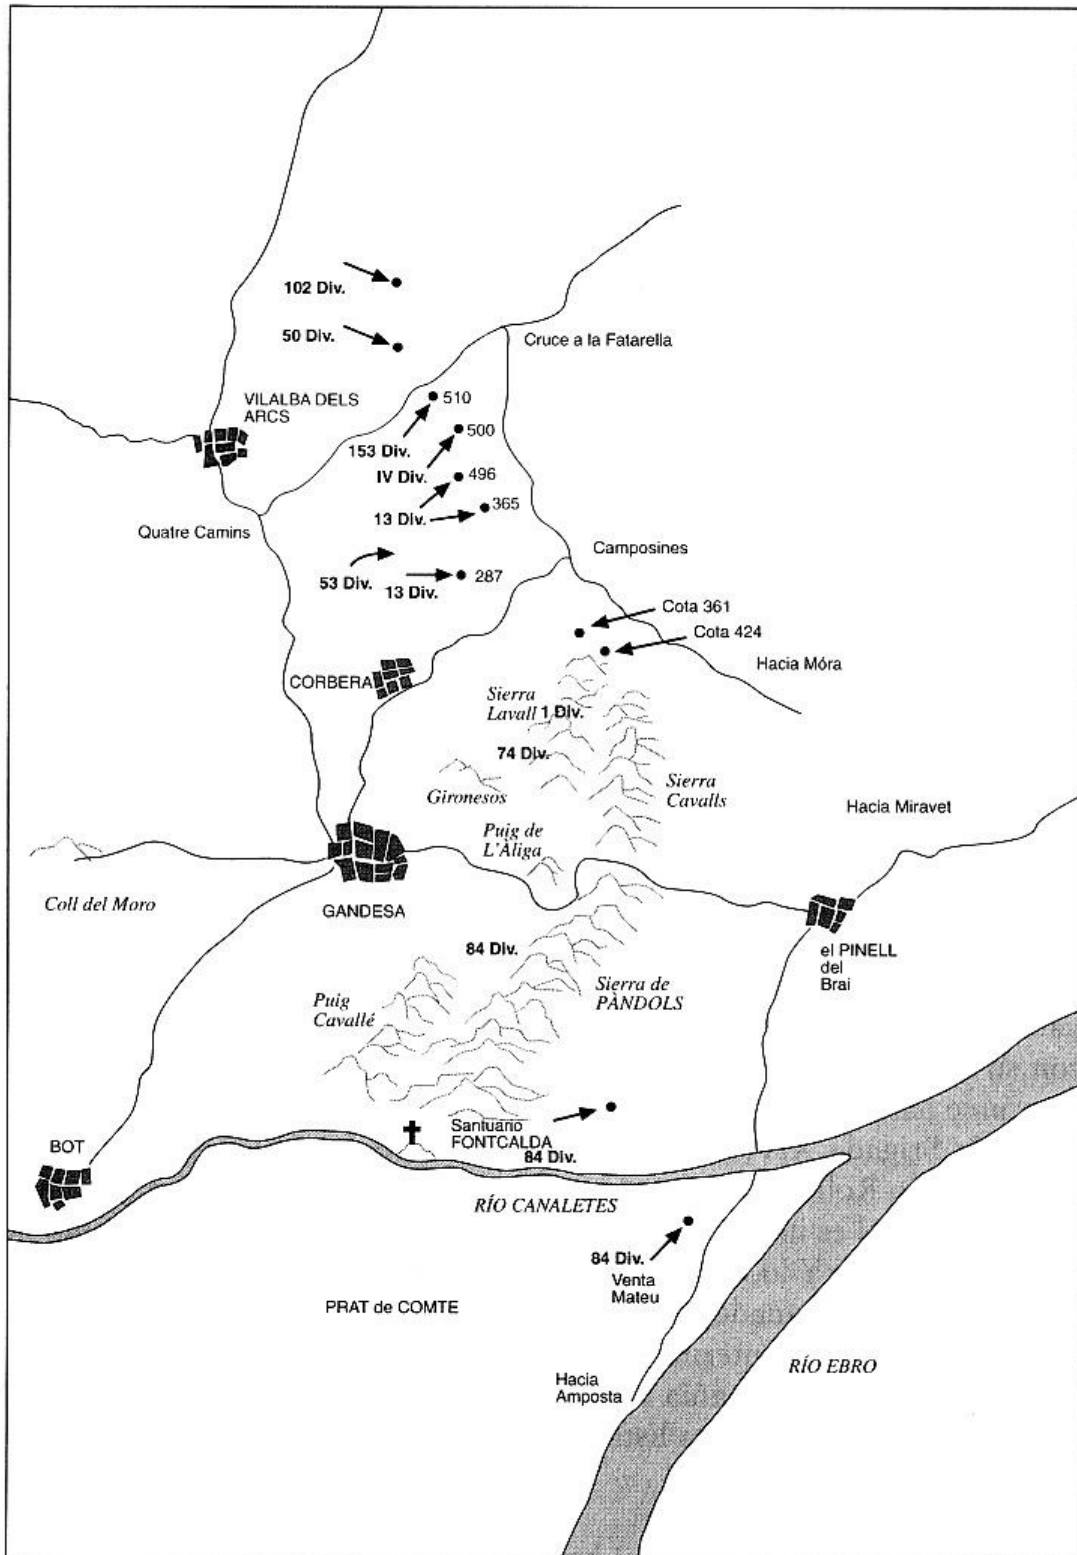 102 Div.
50 Div.
Cruce a la Fatarella
VILALBA DELS
ARCS
510
153 Div.
500
IV Div.
496
13 Div.
365
Quatre Camins
53 Div.
13 Div.
287
Camposines
Cota 361
Cota 424
Hacia Móra
CORBERA
Sierra
Lavall
1 Div.
74 Div.
Gironesos
Sierra
Cavalls
Puig de
L'Àliga
Hacia Miravet
Coll del Moro
GANDESA
84 Div.
el PINELL
del
Brai
Puig
Cavallé
Sierra de
PÀNDOLS
Santuario
FONTCALDA
84 Div.
BOT
RÍO CANALETES
84 Div.
Venta
Mateu
PRAT de COMTE
RÍO EBRO
Hacia
Amposta